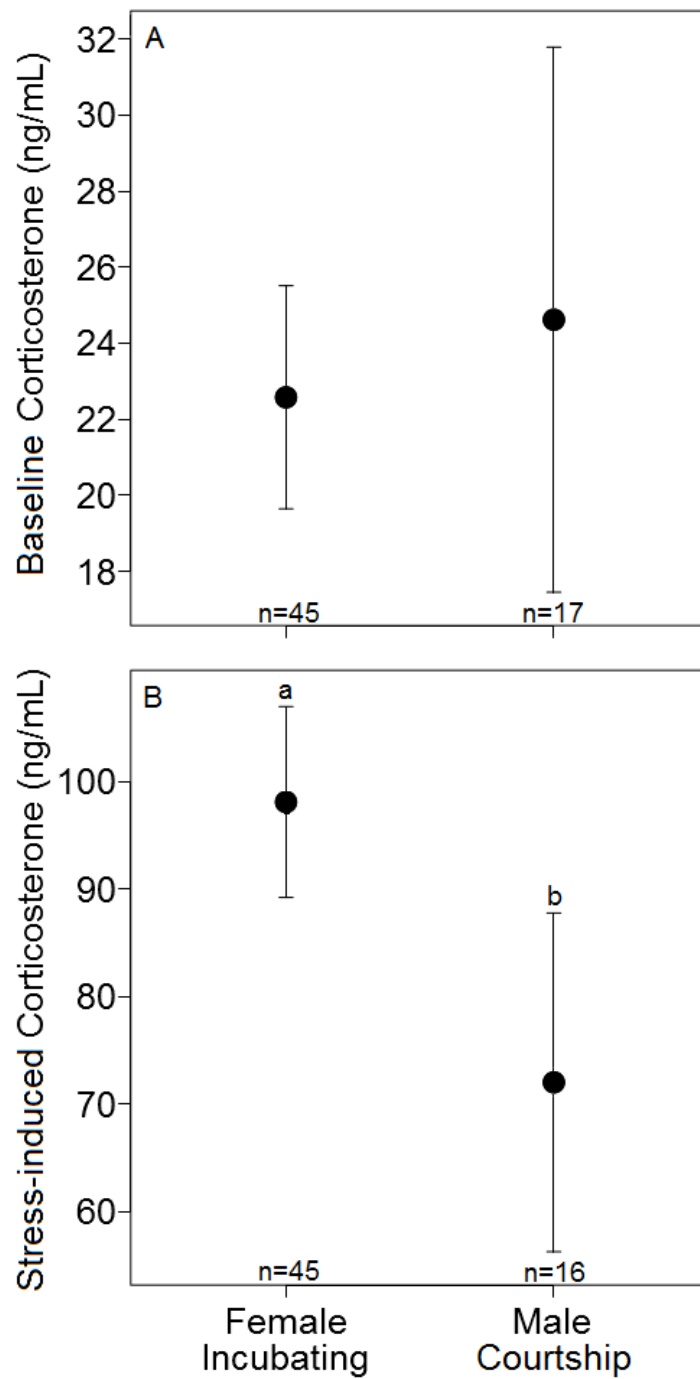 A
Baseline Corticosterone (ng/mL)
32
30
28
26
24
22
20
18
n=45
n=17
B
Stress-induced Corticosterone (ng/mL)
a
b
100
90
80
70
60
n=45
n=16
Female
Incubating
Male
Courtship